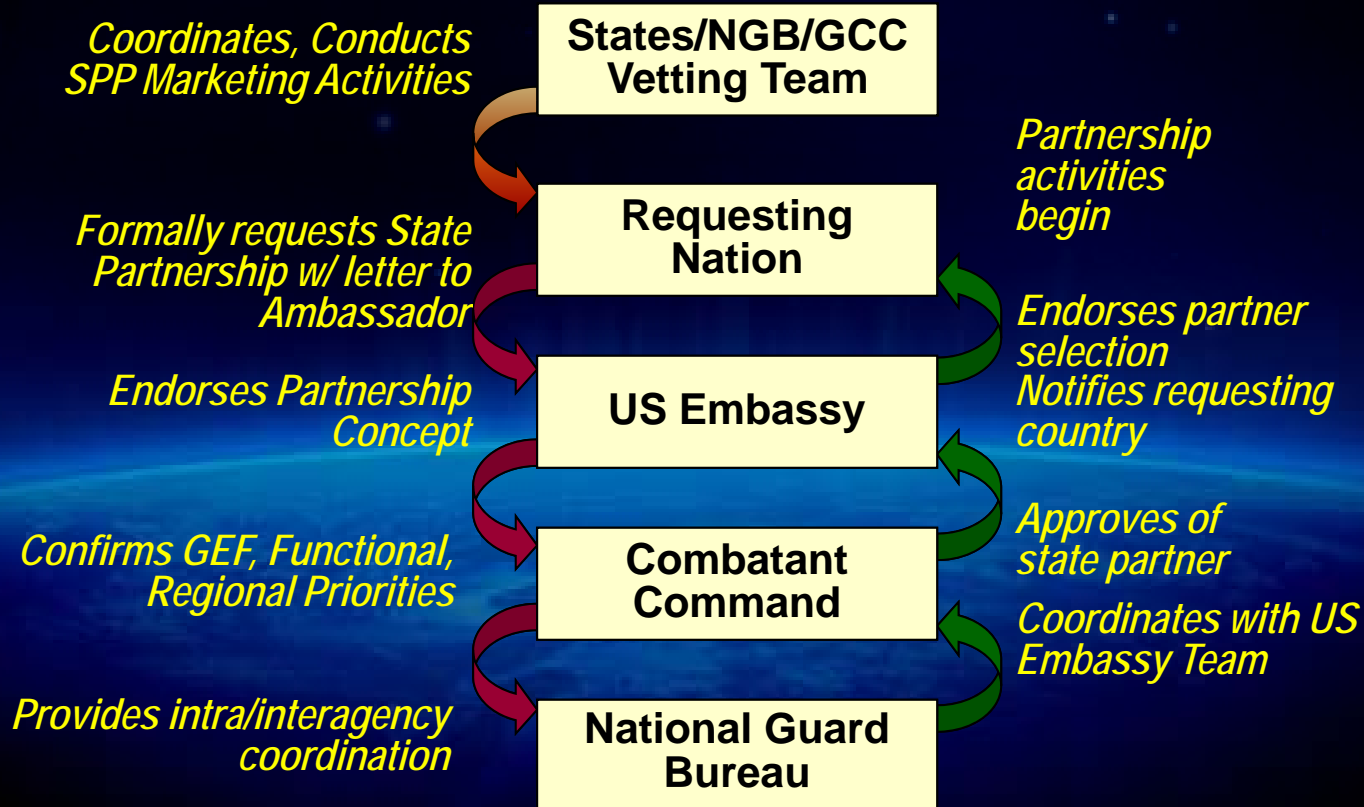 Coordinates, Conducts
SPP Marketing Activities
States/NGB/GCC
Vetting Team
Formally requests State
Partnership w/ letter to
Ambassador
Requesting
Nation
Partnership
activities
begin
Endorses Partnership
Concept
US Embassy
Endorses partner
selection
Notifies requesting
country
Confirms GEF, Functional,
Regional Priorities
Combatant
Command
Approves of
state partner
Coordinates with US
Embassy Team
Provides intra/interagency
coordination
National Guard
Bureau